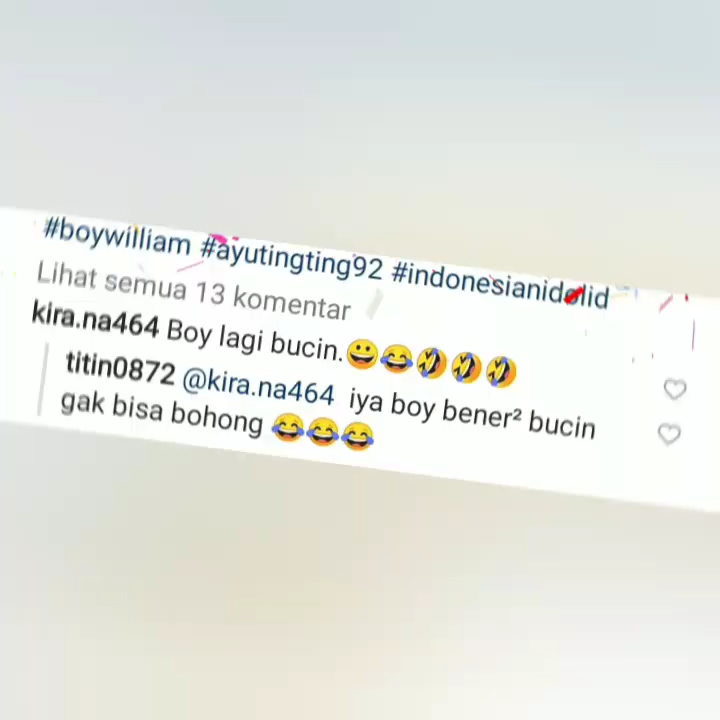 #boywilliam #ayutingting92 #indonesianidolid
Lihat semua 13 komentar
kira.na464 Boy lagi bucin.😀😂🤣🤣🤣
titin0872 @kira.na464 iya boy bener² bucin
gak bisa bohong 😂😂😂